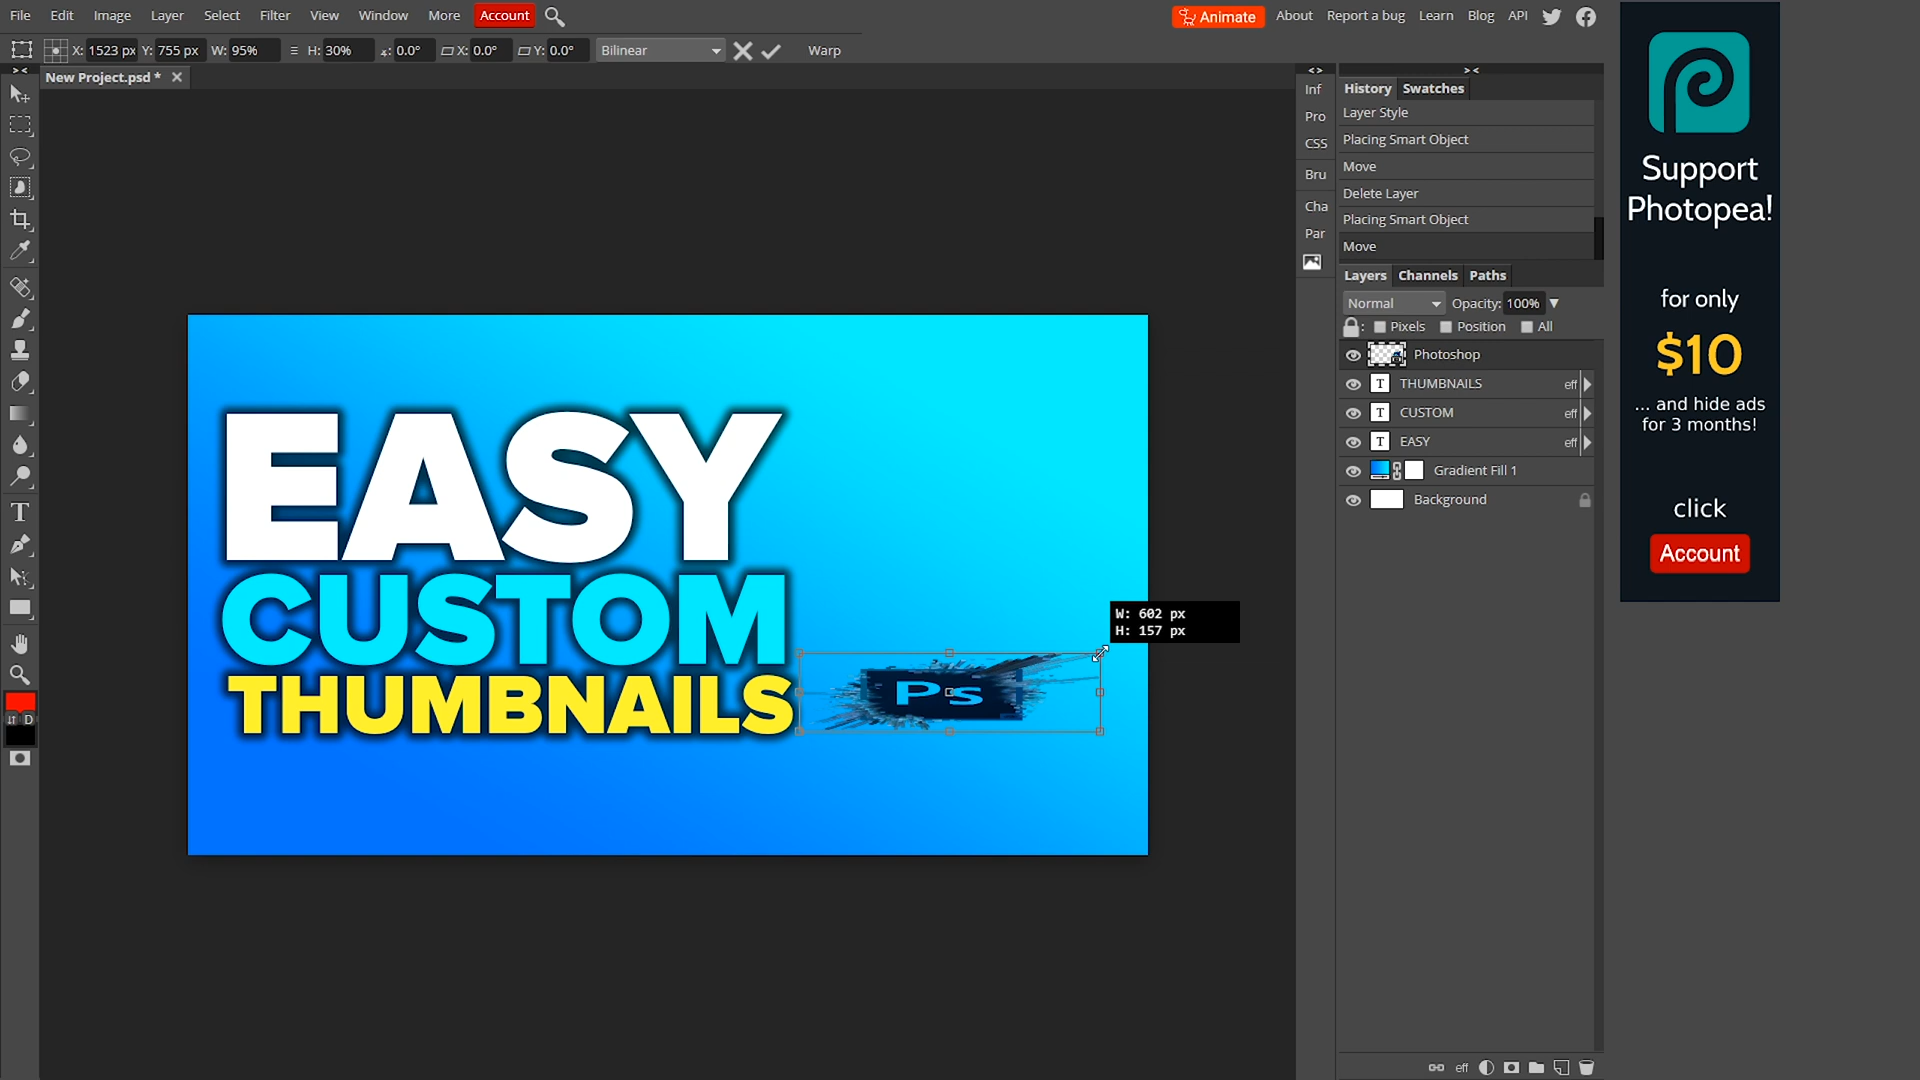 File Edit Image Layer Select Filter View Window More Account
Animate About Report a bug Learn Blog API
X: 1523 px Y: 755 px W: 95% H: 30% 0.0° X: 0.0° Y: 0.0° Bilinear Warp
New Project.psd *
Inf
Pro
CSS
Bru
Cha
Par
History Swatches
Layer Style
Placing Smart Object
Move
Delete Layer
Placing Smart Object
Move
Layers Channels Paths
Normal Opacity: 100%
Pixels Position All
Photoshop
T THUMBNAILS eff
T CUSTOM eff
T EASY eff
Gradient Fill 1
Background
eff
EASY
CUSTOM
THUMBNAILS
Ps
W: 602 px
H: 157 px
T
D
Support
Photopea!
for only
$10
... and hide ads
for 3 months!
click
Account